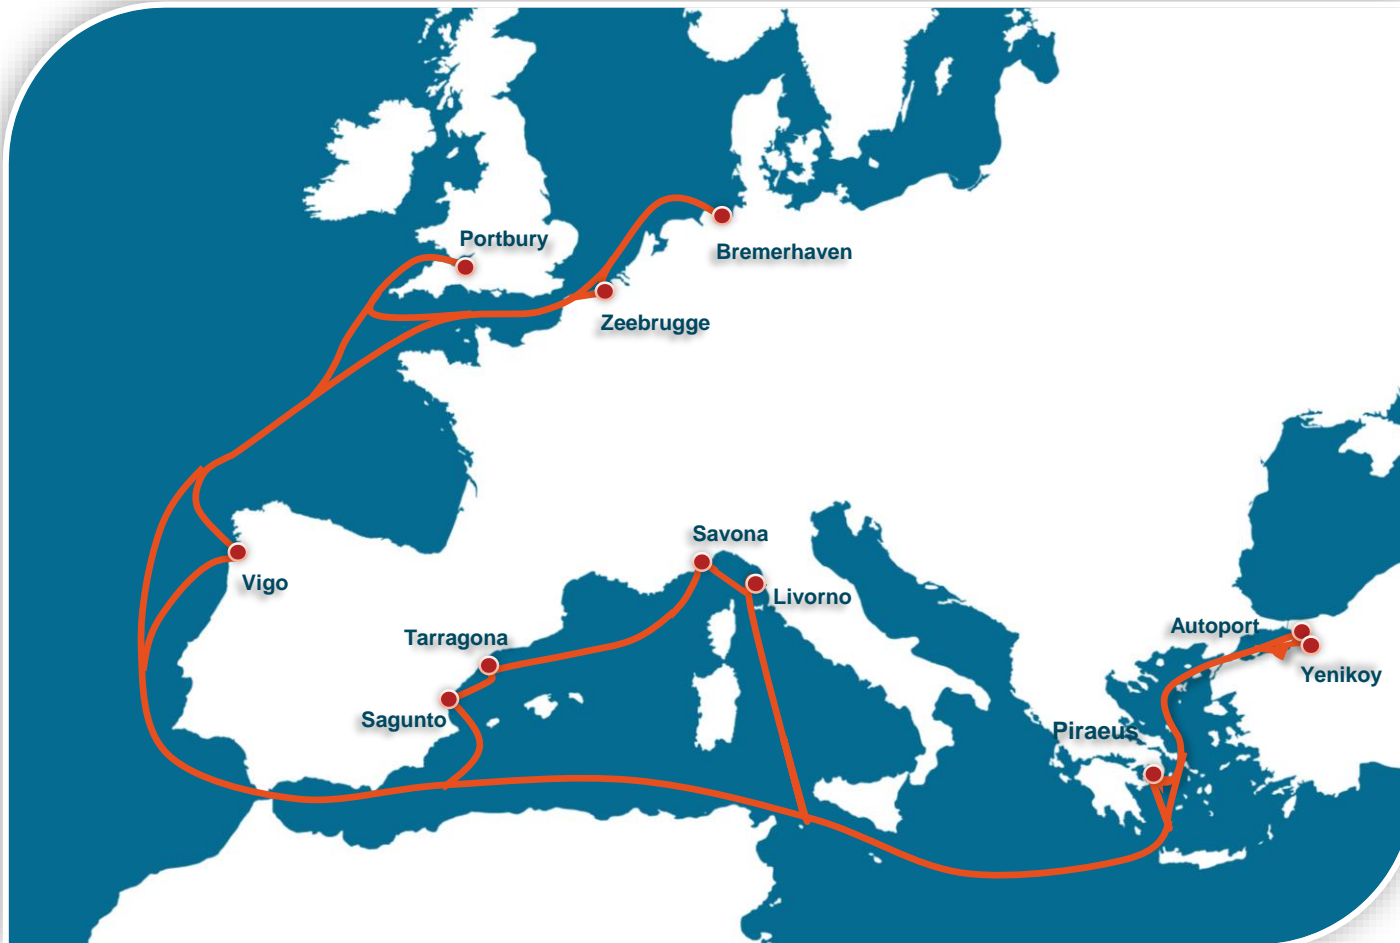 Portbury
Bremerhaven
Zeebrugge
Savona
Vigo
Livorno
Autoport
Tarragona
Yenikoy
Sagunto
Piraeus